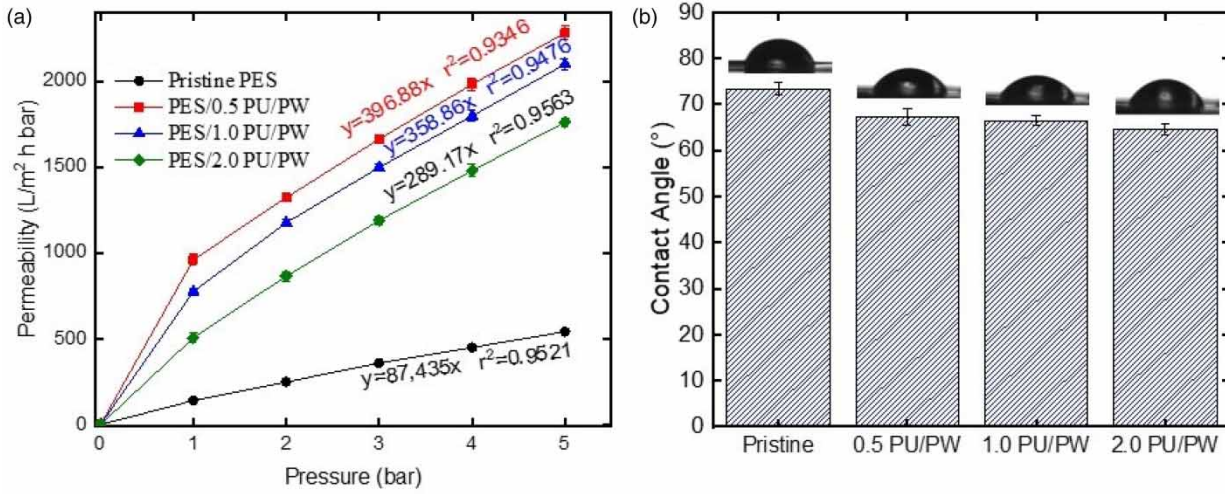 (a)
Permeability (L/m² h bar)
2000
1500
1000
500
0
Pristine PES
PES/0.5 PU/PW
PES/1.0 PU/PW
PES/2.0 PU/PW
y=396.88x r²=0.9346
y=358.86x r²=0.9476
y=289.17x r²=0.9563
y=87,435x r²=0.9521
0 1 2 3 4 5
Pressure (bar)
(b)
Contact Angle (°)
90
80
70
60
50
40
30
20
10
0
Pristine 0.5 PU/PW 1.0 PU/PW 2.0 PU/PW